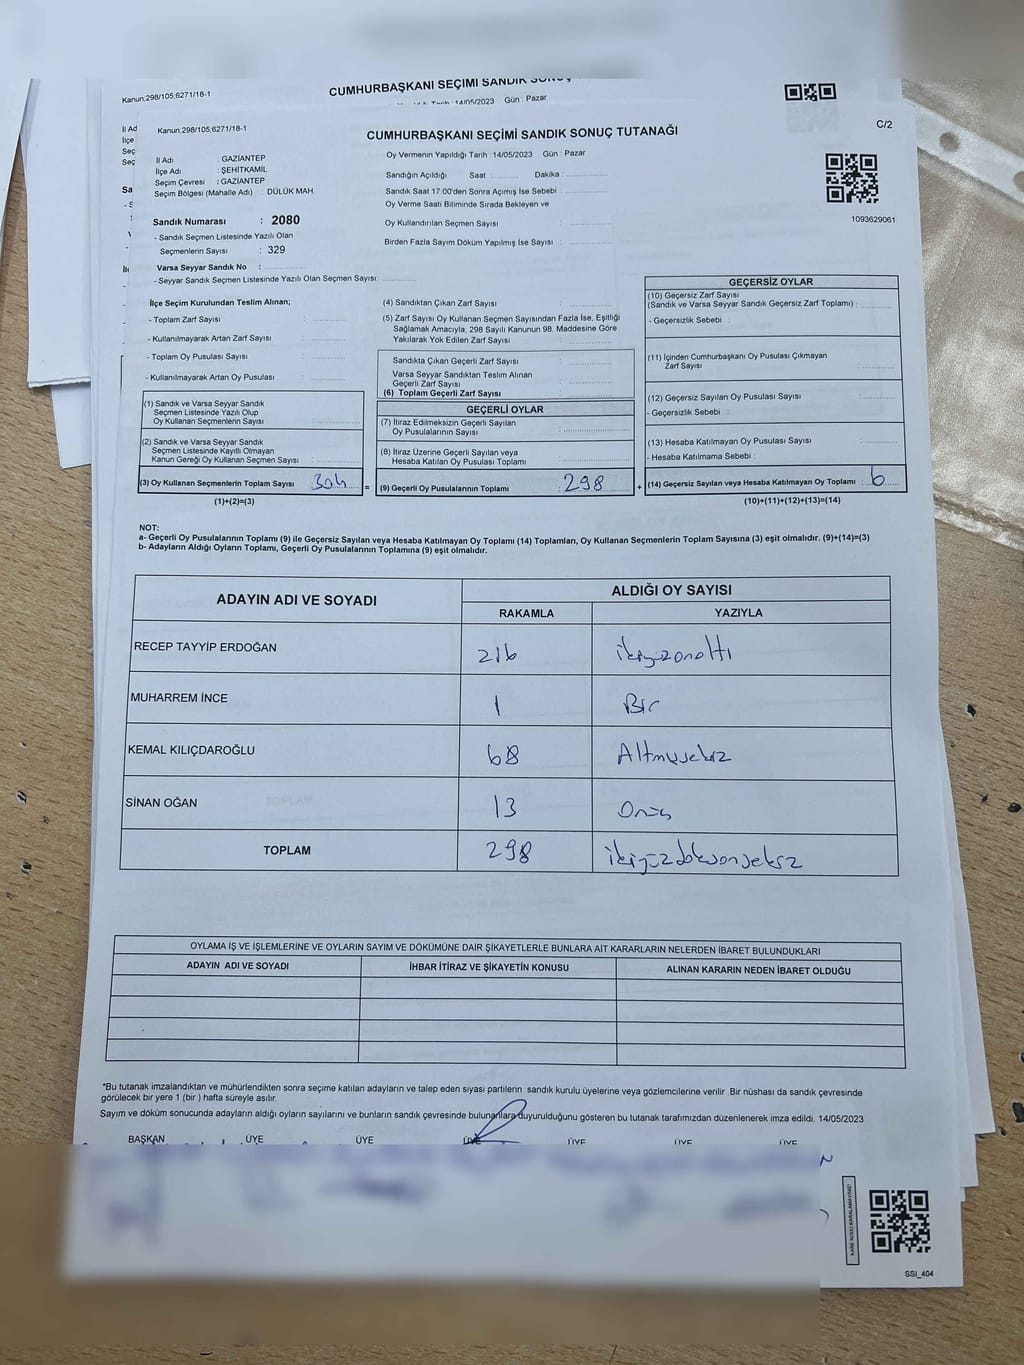 Kanun:298/105;6271/18-1
CUMHURBAŞKANI SEÇİMİ SANDIK
14/05/2023 Gün : Pazar
Kanun:298/105;6271/18-1
CUMHURBAŞKANI SEÇİMİ SANDIK SONUÇ TUTANAĞI
C/2
İl Adı : GAZİANTEP
İlçe Adı : ŞEHİTKAMİL
Seçim Çevresi : GAZİANTEP
Seçim Bölgesi (Mahalle Adı) : DÜLÜK MAH.
Sandık Numarası : 2080
- Sandık Seçmen Listesinde Yazılı Olan
Seçmenlerin Sayısı : 329
Varsa Seyyar Sandık No :
- Seyyar Sandık Seçmen Listesinde Yazılı Olan Seçmen Sayısı:
Oy Vermenin Yapıldığı Tarih : 14/05/2023 Gün : Pazar
Sandığın Açıldığı Saat : Dakika :
Sandık Saat 17:00'den Sonra Açılmış İse Sebebi :
Oy Verme Saati Bitiminde Sırada Bekleyen ve
Oy Kullandırılan Seçmen Sayısı :
Birden Fazla Sayım Döküm Yapılmış İse Sayısı :
1093629061
İlçe Seçim Kurulundan Teslim Alınan;
- Toplam Zarf Sayısı :
- Kullanılmayarak Artan Zarf Sayısı :
- Toplam Oy Pusulası Sayısı :
- Kullanılmayarak Artan Oy Pusulası :
(4) Sandıktan Çıkan Zarf Sayısı :
(5) Zarf Sayısı Oy Kullanan Seçmen Sayısından Fazla İse, Eşitliği
Sağlamak Amacıyla; 298 Sayılı Kanunun 98. Maddesine Göre
Yakılarak Yok Edilen Zarf Sayısı :
Sandıkta Çıkan Geçerli Zarf Sayısı :
Varsa Seyyar Sandıktan Teslim Alınan
Geçerli Zarf Sayısı :
(6) Toplam Geçerli Zarf Sayısı :
GEÇERSİZ OYLAR
(10) Geçersiz Zarf Sayısı
(Sandık ve Varsa Seyyar Sandık Geçersiz Zarf Toplamı) :
- Geçersizlik Sebebi :
(11) İçinden Cumhurbaşkanı Oy Pusulası Çıkmayan
Zarf Sayısı :
(12) Geçersiz Sayılan Oy Pusulası Sayısı :
- Geçersizlik Sebebi :
(13) Hesaba Katılmayan Oy Pusulası Sayısı :
- Hesaba Katılmama Sebebi :
(14) Geçersiz Sayılan veya Hesaba Katılmayan Oy Toplamı : 6
(10)+(11)+(12)+(13)=(14)
(1) Sandık ve Varsa Seyyar Sandık
Seçmen Listesinde Yazılı Olup
Oy Kullanan Seçmenlerin Sayısı :
(2) Sandık ve Varsa Seyyar Sandık
Seçmen Listesinde Kayıtlı Olmayan
Kanun Gereği Oy Kullanan Seçmen Sayısı :
(3) Oy Kullanan Seçmenlerin Toplam Sayısı 304 =
(1)+(2)=(3)
GEÇERLİ OYLAR
(7) İtiraz Edilmeksizin Geçerli Sayılan
Oy Pusulalarının Sayısı :
(8) İtiraz Üzerine Geçerli Sayılan veya
Hesaba Katılan Oy Pusulası Toplamı :
(9) Geçerli Oy Pusulalarının Toplamı : 298 +
NOT:
a- Geçerli Oy Pusulalarının Toplamı (9) ile Geçersiz Sayılan veya Hesaba Katılmayan Oy Toplamı (14) Toplamları, Oy Kullanan Seçmenlerin Toplam Sayısına (3) eşit olmalıdır. (9)+(14)=(3)
b- Adayların Aldığı Oyların Toplamı, Geçerli Oy Pusulalarının Toplamına (9) eşit olmalıdır.
ADAYIN ADI VE SOYADI ALDIĞI OY SAYISI
RAKAMLA YAZIYLA
RECEP TAYYİP ERDOĞAN 216 ikiyüzonaltı
MUHARREM İNCE 1 Bir
KEMAL KILIÇDAROĞLU 68 Altmışsekiz
SİNAN OĞAN 13 Onüç
TOPLAM 298 ikiyüzdoksansekiz
OYLAMA İŞ VE İŞLEMLERİNE VE OYLARIN SAYIM VE DÖKÜMÜNE DAİR ŞİKAYETLERLE BUNLARA AİT KARARLARIN NELERDEN İBARET BULUNDUKLARI
ADAYIN ADI VE SOYADI İHBAR İTİRAZ VE ŞİKAYETİN KONUSU ALINAN KARARIN NEDEN İBARET OLDUĞU
*Bu tutanak imzalandıktan ve mühürlendikten sonra seçime katılan adayların ve talep eden siyasi partilerin sandık kurulu üyelerine veya gözlemcilerine verilir. Bir nüshası da sandık çevresinde
görülecek bir yere 1 (bir ) hafta süreyle asılır.
Sayım ve döküm sonucunda adayların aldığı oyların sayılarını ve bunların sandık çevresinde bulunanlara duyurulduğunu gösteren bu tutanak tarafımızdan düzenlenerek imza edildi. 14/05/2023
BAŞKAN ÜYE ÜYE ÜYE ÜYE ÜYE ÜYE
SSI_404